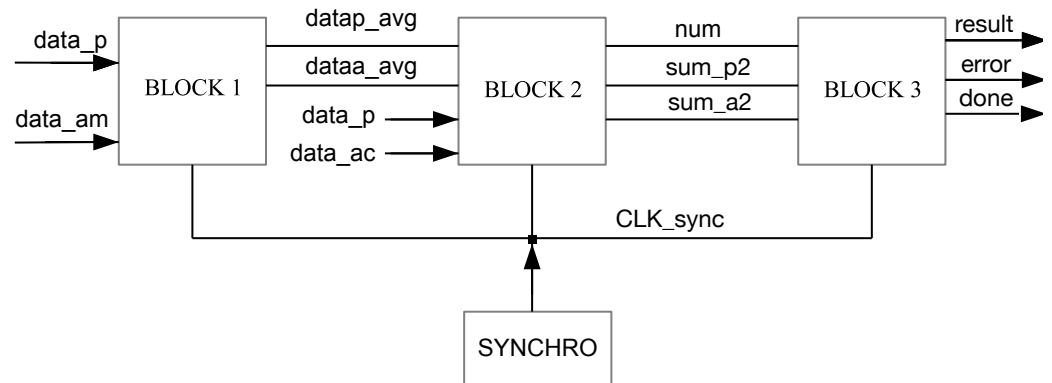 datap_avg
num
result
data_p
dataa_avg
sum_p2
error
BLOCK 1
BLOCK 2
BLOCK 3
data_p
sum_a2
done
data_am
data_ac
CLK_sync
SYNCHRO